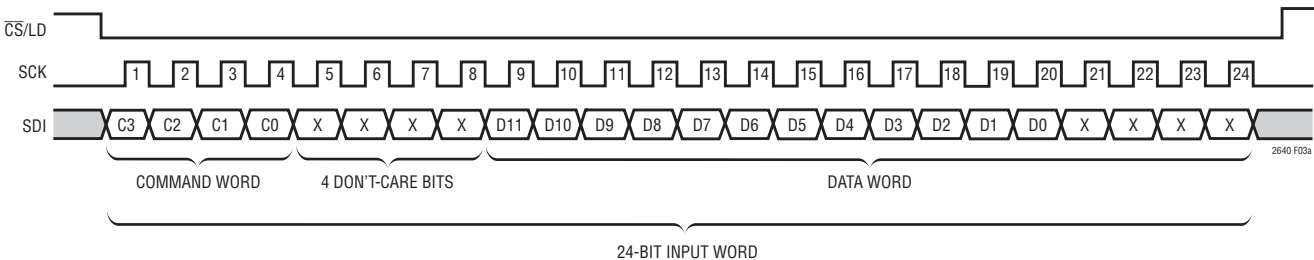 CS/LD
SCK
1 2 3 4 5 6 7 8 9 10 11 12 13 14 15 16 17 18 19 20 21 22 23 24
SDI
C3 C2 C1 C0 X X X X D11 D10 D9 D8 D7 D6 D5 D4 D3 D2 D1 D0 X X X X
2640 F03a
COMMAND WORD
4 DON'T-CARE BITS
DATA WORD
24-BIT INPUT WORD